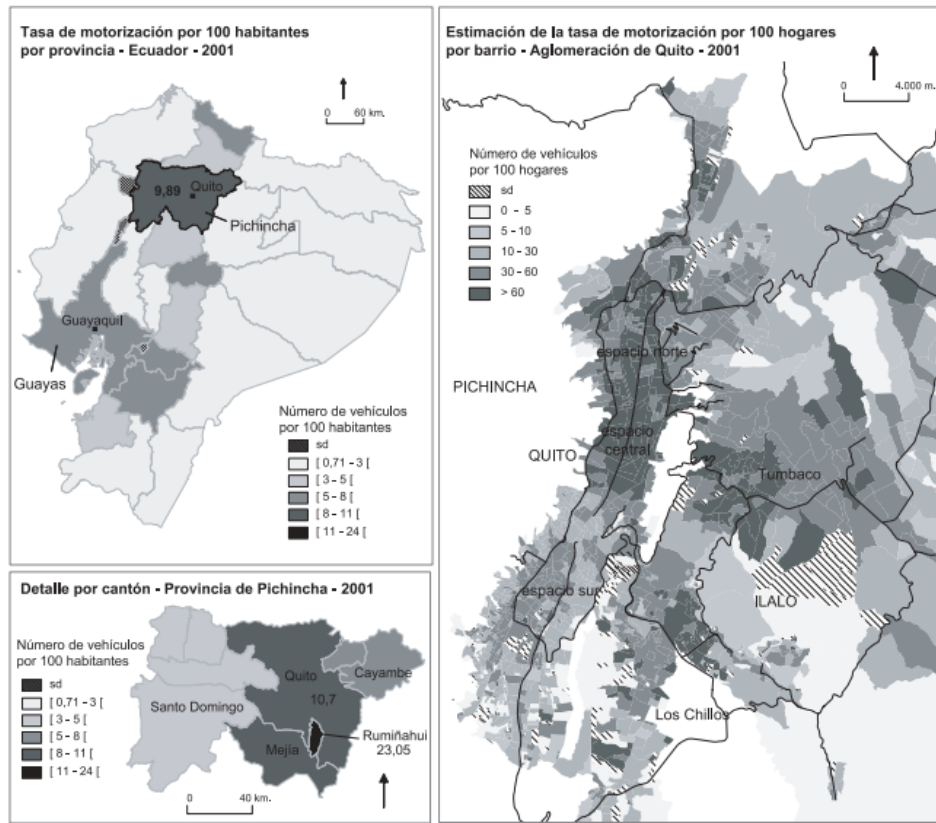 Tasa de motorización por 100 habitantes
por provincia - Ecuador - 2001
0 60 km.
9,89
Quito
Pichincha
Guayaquil
Guayas
Número de vehículos
por 100 habitantes
sd
[ 0,71 – 3 [
[ 3 – 5 [
[ 5 – 8 [
[ 8 – 11 [
[ 11 – 24 [
Detalle por cantón - Provincia de Pichincha - 2001
Número de vehículos
por 100 habitantes
sd
[ 0,71 – 3 [
[ 3 – 5 [
[ 5 – 8 [
[ 8 – 11 [
[ 11 – 24 [
Quito
Cayambe
10,7
Santo Domingo
Rumiñahui
23,05
Mejía
0 40 km.
Estimación de la tasa de motorización por 100 hogares
por barrio - Aglomeración de Quito - 2001
0 4.000 m.
Número de vehículos
por 100 hogares
sd
0 - 5
5 - 10
10 - 30
30 - 60
> 60
espacio norte
PICHINCHA
espacio
central
QUITO
Tumbaco
espacio sur
ILALO
Los Chillos